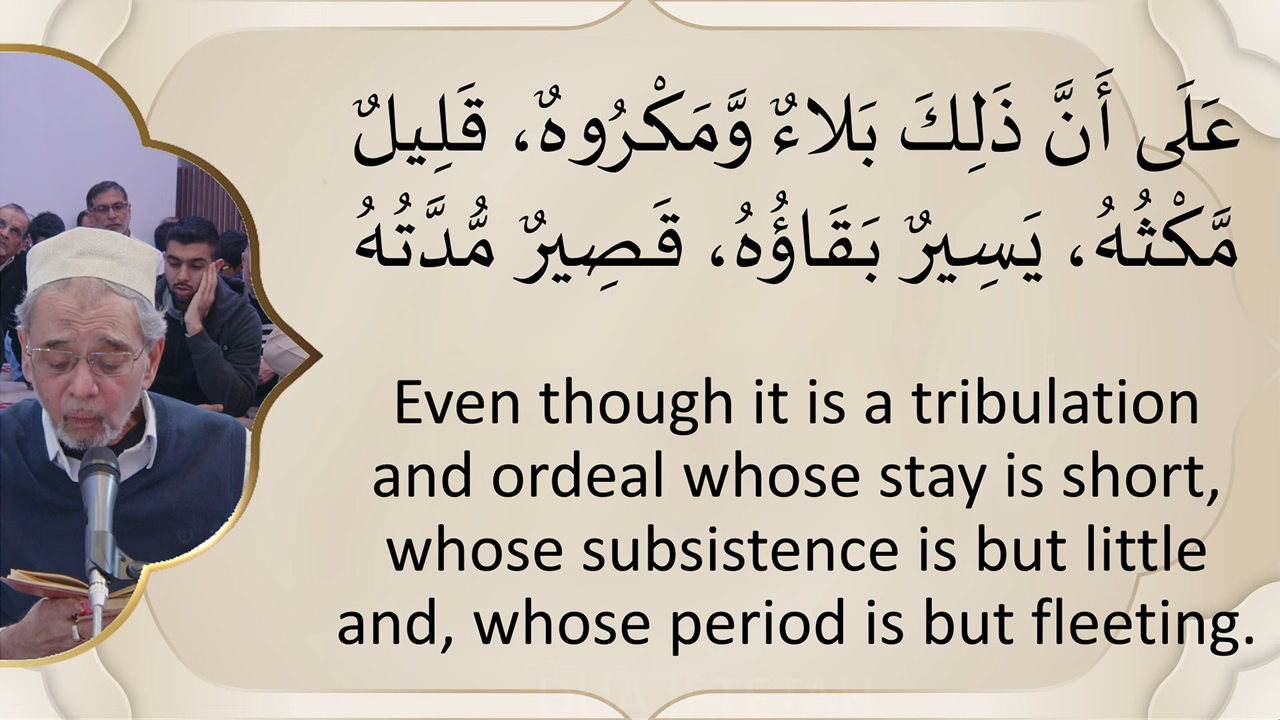 عَلَى أَنَّ ذَلِكَ بَلاءٌ وَّمَكْرُوهٌ، قَلِيلٌ
مَّكْثُهُ، يَسِيرٌ بَقَاؤُهُ، قَصِيرٌ مُّدَّتُهُ
Even though it is a tribulation
and ordeal whose stay is short,
whose subsistence is but little
and, whose period is but fleeting.